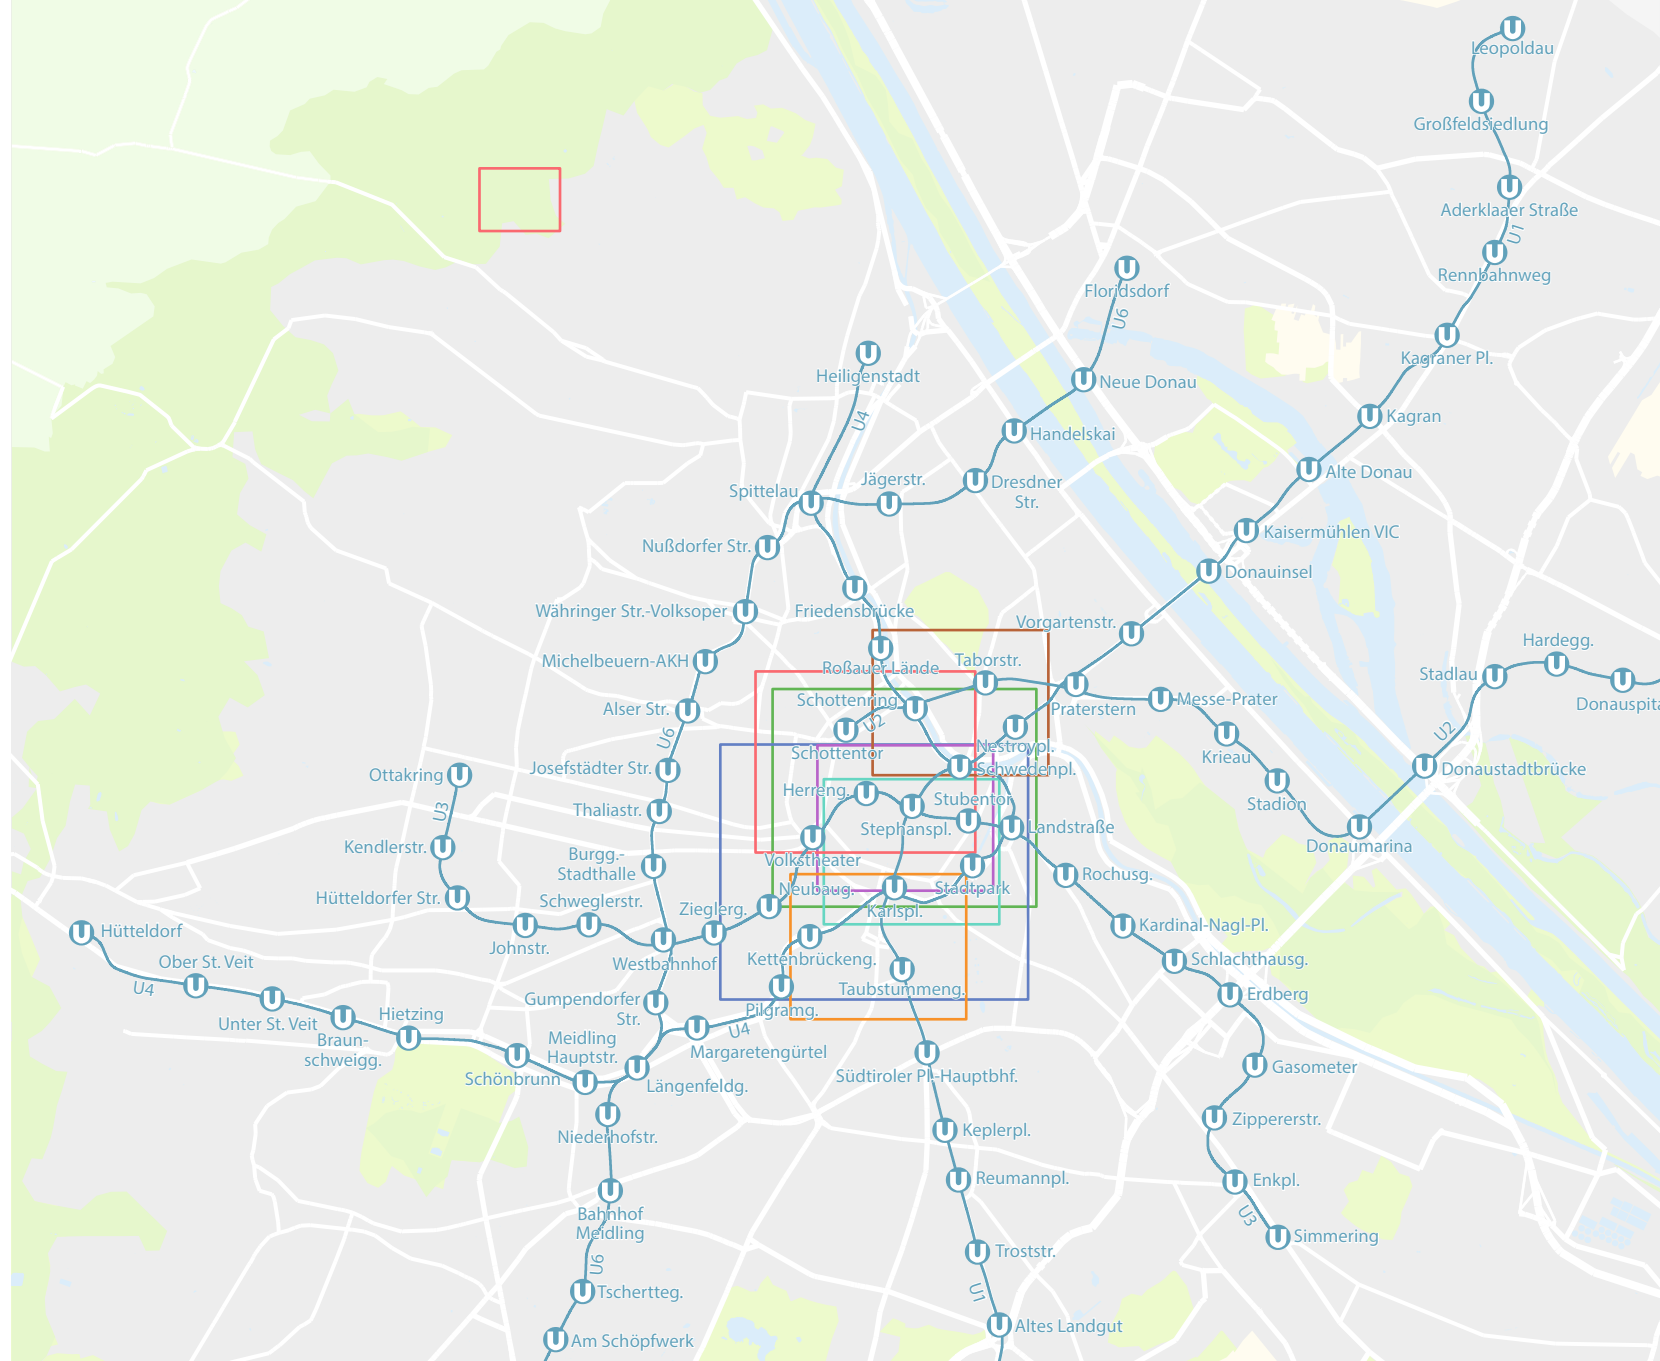 Leopoldau
Großfeldsiedlung
Aderklaaer Straße
U1
Rennbahnweg
Floridsdorf
U6
Kagraner Pl.
Heiligenstadt
Neue Donau
U4
Kagran
Handelskai
Alte Donau
Spittelau
Jägerstr.
Dresdner
Str.
Kaisermühlen VIC
Nußdorfer Str.
Donauinsel
Währinger Str.-Volksoper
Friedensbrücke
Vorgartenstr.
Hardegg.
Michelbeuern-AKH
Roßauer Lände
Taborstr.
Stadlau
Alser Str.
Schottenring
Praterstern
Messe-Prater
Donauspita
U2
U2
U6
Schottentor
Nestroypl.
Krieau
Ottakring
Josefstädter Str.
Schwedenpl.
Donaustadtbrücke
Herreng.
Stubentor
Stadion
U3
Thaliastr.
Stephanspl.
Landstraße
Kendlerstr.
Burgg.-
Stadthalle
Volkstheater
Donaumarina
Rochusg.
Neubaug.
Stadtpark
Hütteldorfer Str.
Schweglerstr.
Zieglerg.
Karlspl.
Kardinal-Nagl-Pl.
Hütteldorf
Johnstr.
Westbahnhof
Kettenbrückeng.
Schlachthausg.
Ober St. Veit
U4
Taubstummeng.
Erdberg
Gumpendorfer
Str.
Pilgramg.
Unter St. Veit
Hietzing
U4
Braun-
schweigg.
Meidling
Hauptstr.
Margaretengürtel
Schönbrunn
Längenfeldg.
Südtiroler Pl.-Hauptbhf.
Gasometer
Niederhofstr.
Keplerpl.
Zippererstr.
Reumannpl.
Enkpl.
Bahnhof
Meidling
U3
Simmering
U6
Troststr.
Tschertteg.
U1
Altes Landgut
Am Schöpfwerk